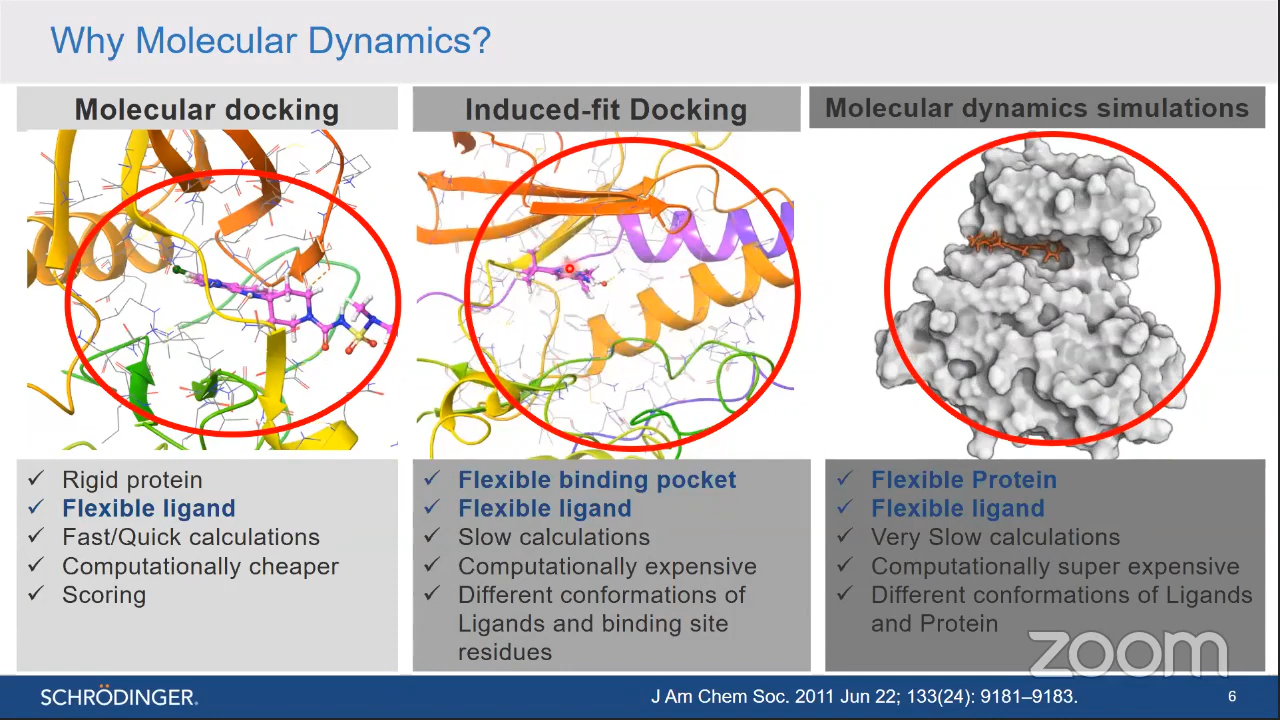 Why Molecular Dynamics?
Molecular docking
Induced-fit Docking
Molecular dynamics simulations
✓ Rigid protein
✓ Flexible ligand
✓ Fast/Quick calculations
✓ Computationally cheaper
✓ Scoring
✓ Flexible binding pocket
✓ Flexible ligand
✓ Slow calculations
✓ Computationally expensive
✓ Different conformations of
Ligands and binding site
residues
✓ Flexible Protein
✓ Flexible ligand
✓ Very Slow calculations
✓ Computationally super expensive
✓ Different conformations of Ligands
and Protein
zoom
SCHRÖDINGER.
J Am Chem Soc. 2011 Jun 22; 133(24): 9181–9183.
6